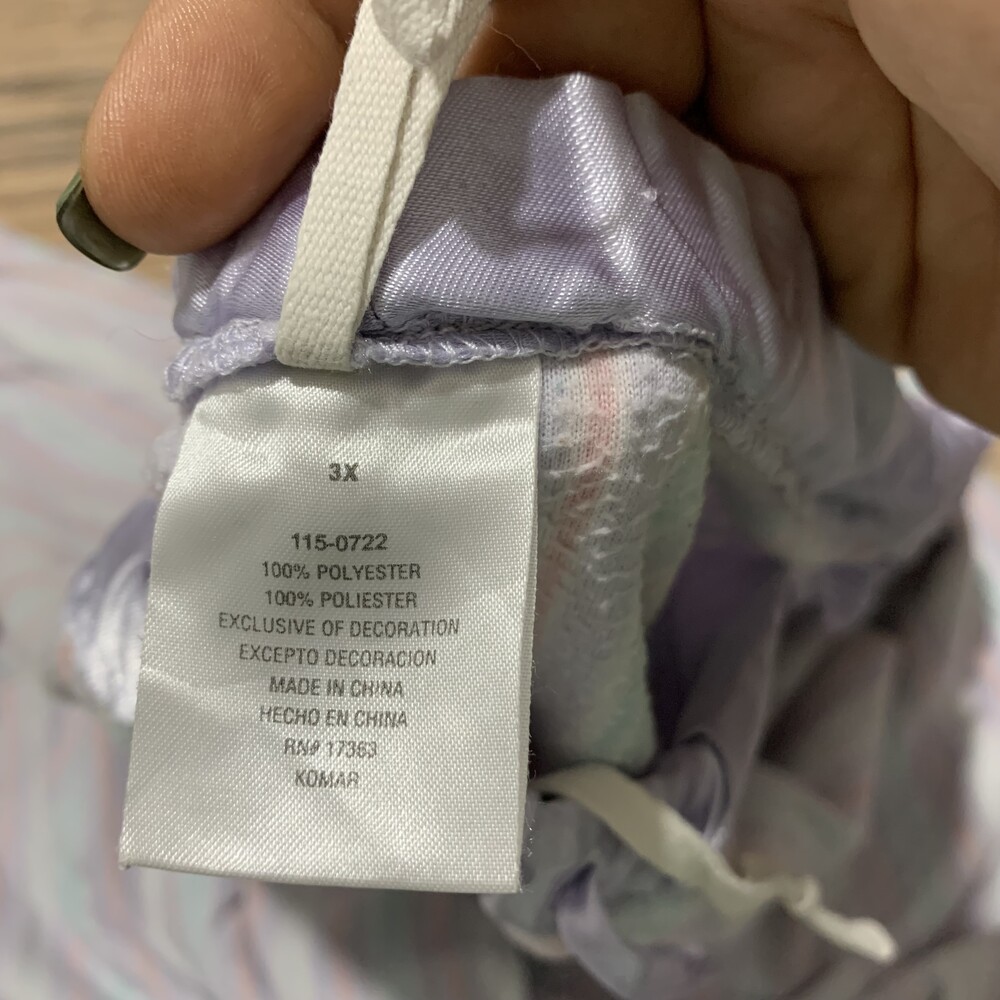 3X
115-0722
100% POLYESTER
100% POLIESTER
EXCLUSIVE OF DECORATION
EXCEPTO DECORACION
MADE IN CHINA
HECHO EN CHINA
RN# 17363
KOMAR